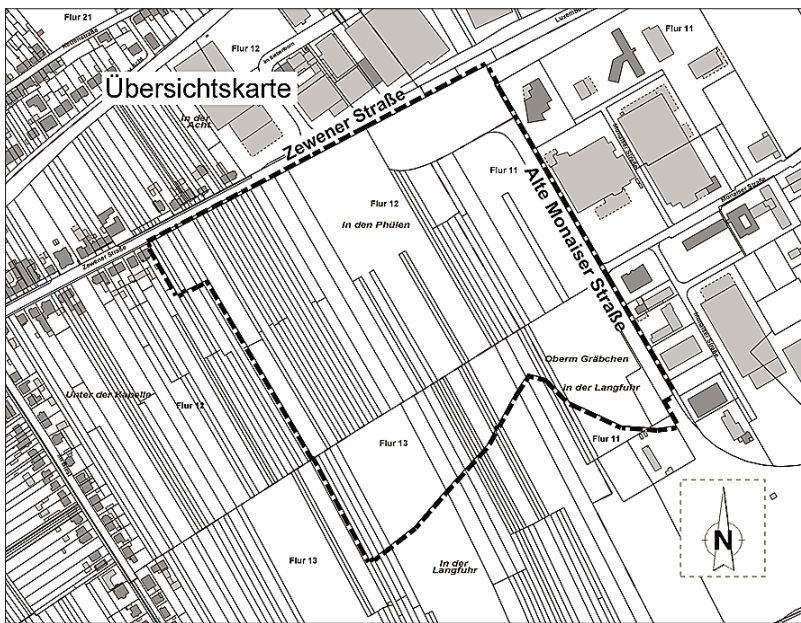 Flur 21
Flur 12
Flur 11
Übersichtskarte
In der
Acht
Zewener Straße
Flur 11
Flur 12
In den Phülen
Alte Monaiser Straße
Monaiser Straße
Zewener Straße
Oberm Gräbchen
In der Langfuhr
Unter der Kapelle
Flur 12
Flur 13
Flur 11
Flur 13
In der
Langfuhr
N